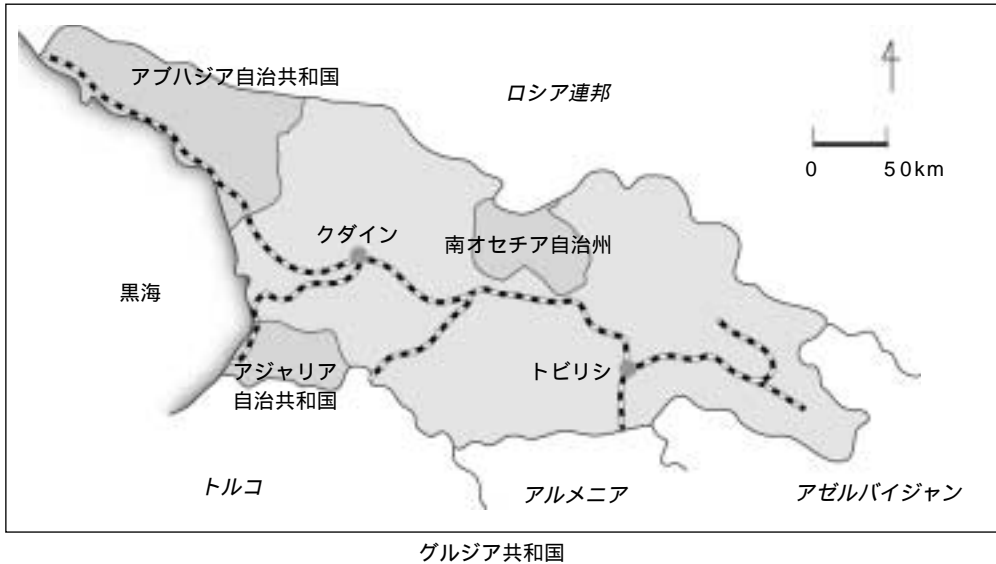 アブハジア自治共和国
ロシア連邦
0 50km
クダイン
南オセチア自治州
黒海
トビリシ
アジャリア
自治共和国
トルコ
アルメニア
アゼルバイジャン
グルジア共和国